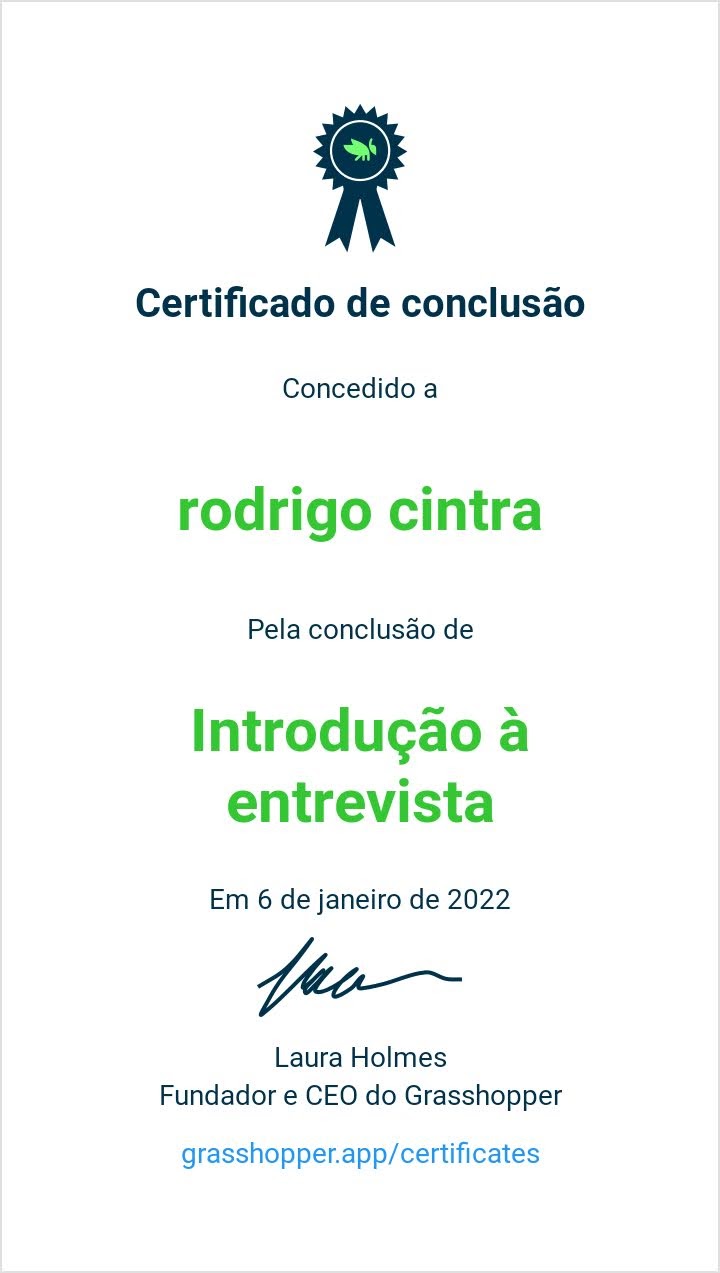 Certificado de conclusão
Concedido a
rodrigo cintra
Pela conclusão de
Introdução à
entrevista
Em 6 de janeiro de 2022
Laura Holmes
Fundador e CEO do Grasshopper
grasshopper.app/certificates